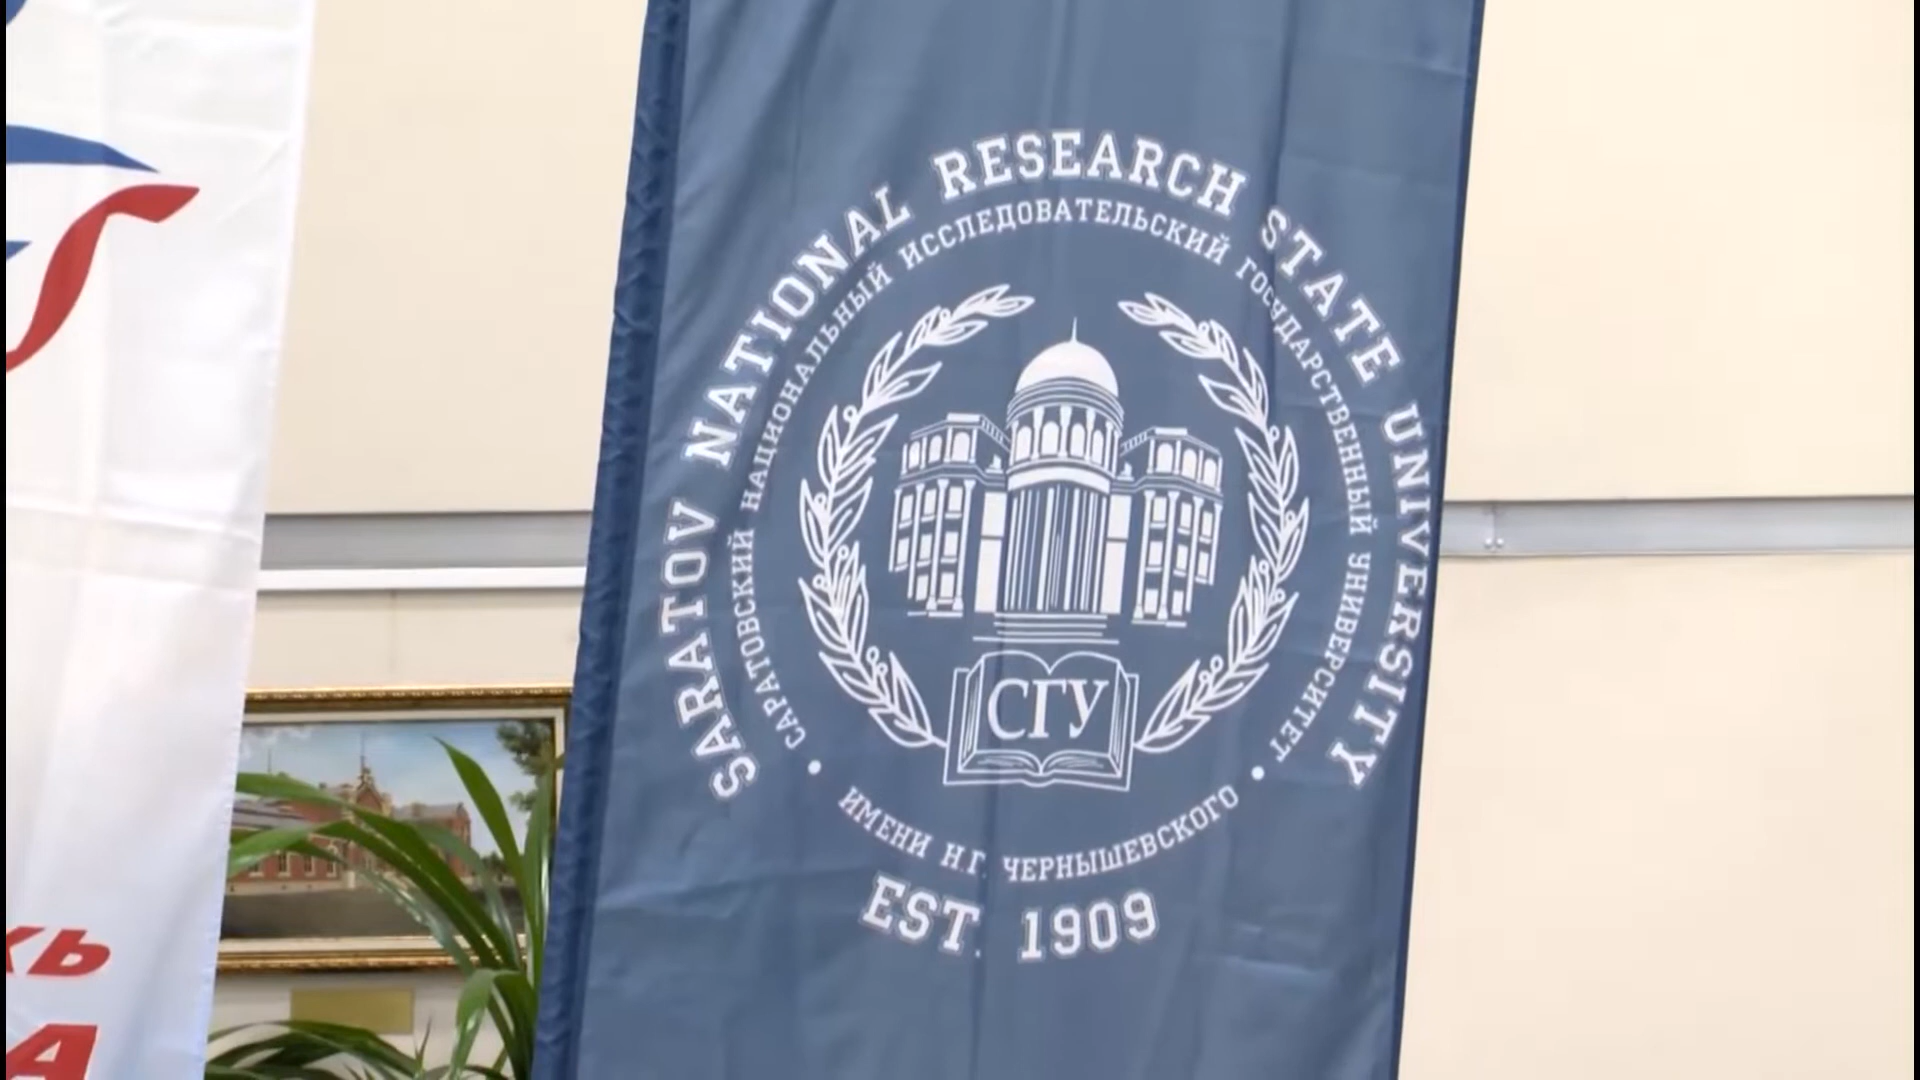 SARATOV NATIONAL RESEARCH STATE UNIVERSITY
• САРАТОВСКИЙ НАЦИОНАЛЬНЫЙ ИССЛЕДОВАТЕЛЬСКИЙ ГОСУДАРСТВЕННЫЙ УНИВЕРСИТЕТ •
СГУ
ИМЕНИ Н.Г. ЧЕРНЫШЕВСКОГО
EST. 1909